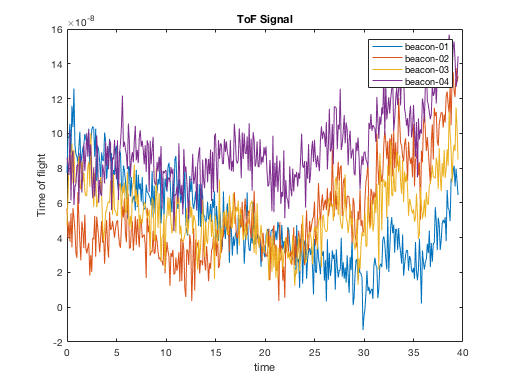 ×10⁻⁸
ToF Signal
16
14
12
10
8
6
4
2
0
-2
Time of flight
beacon-01
beacon-02
beacon-03
beacon-04
0 5 10 15 20 25 30 35 40
time